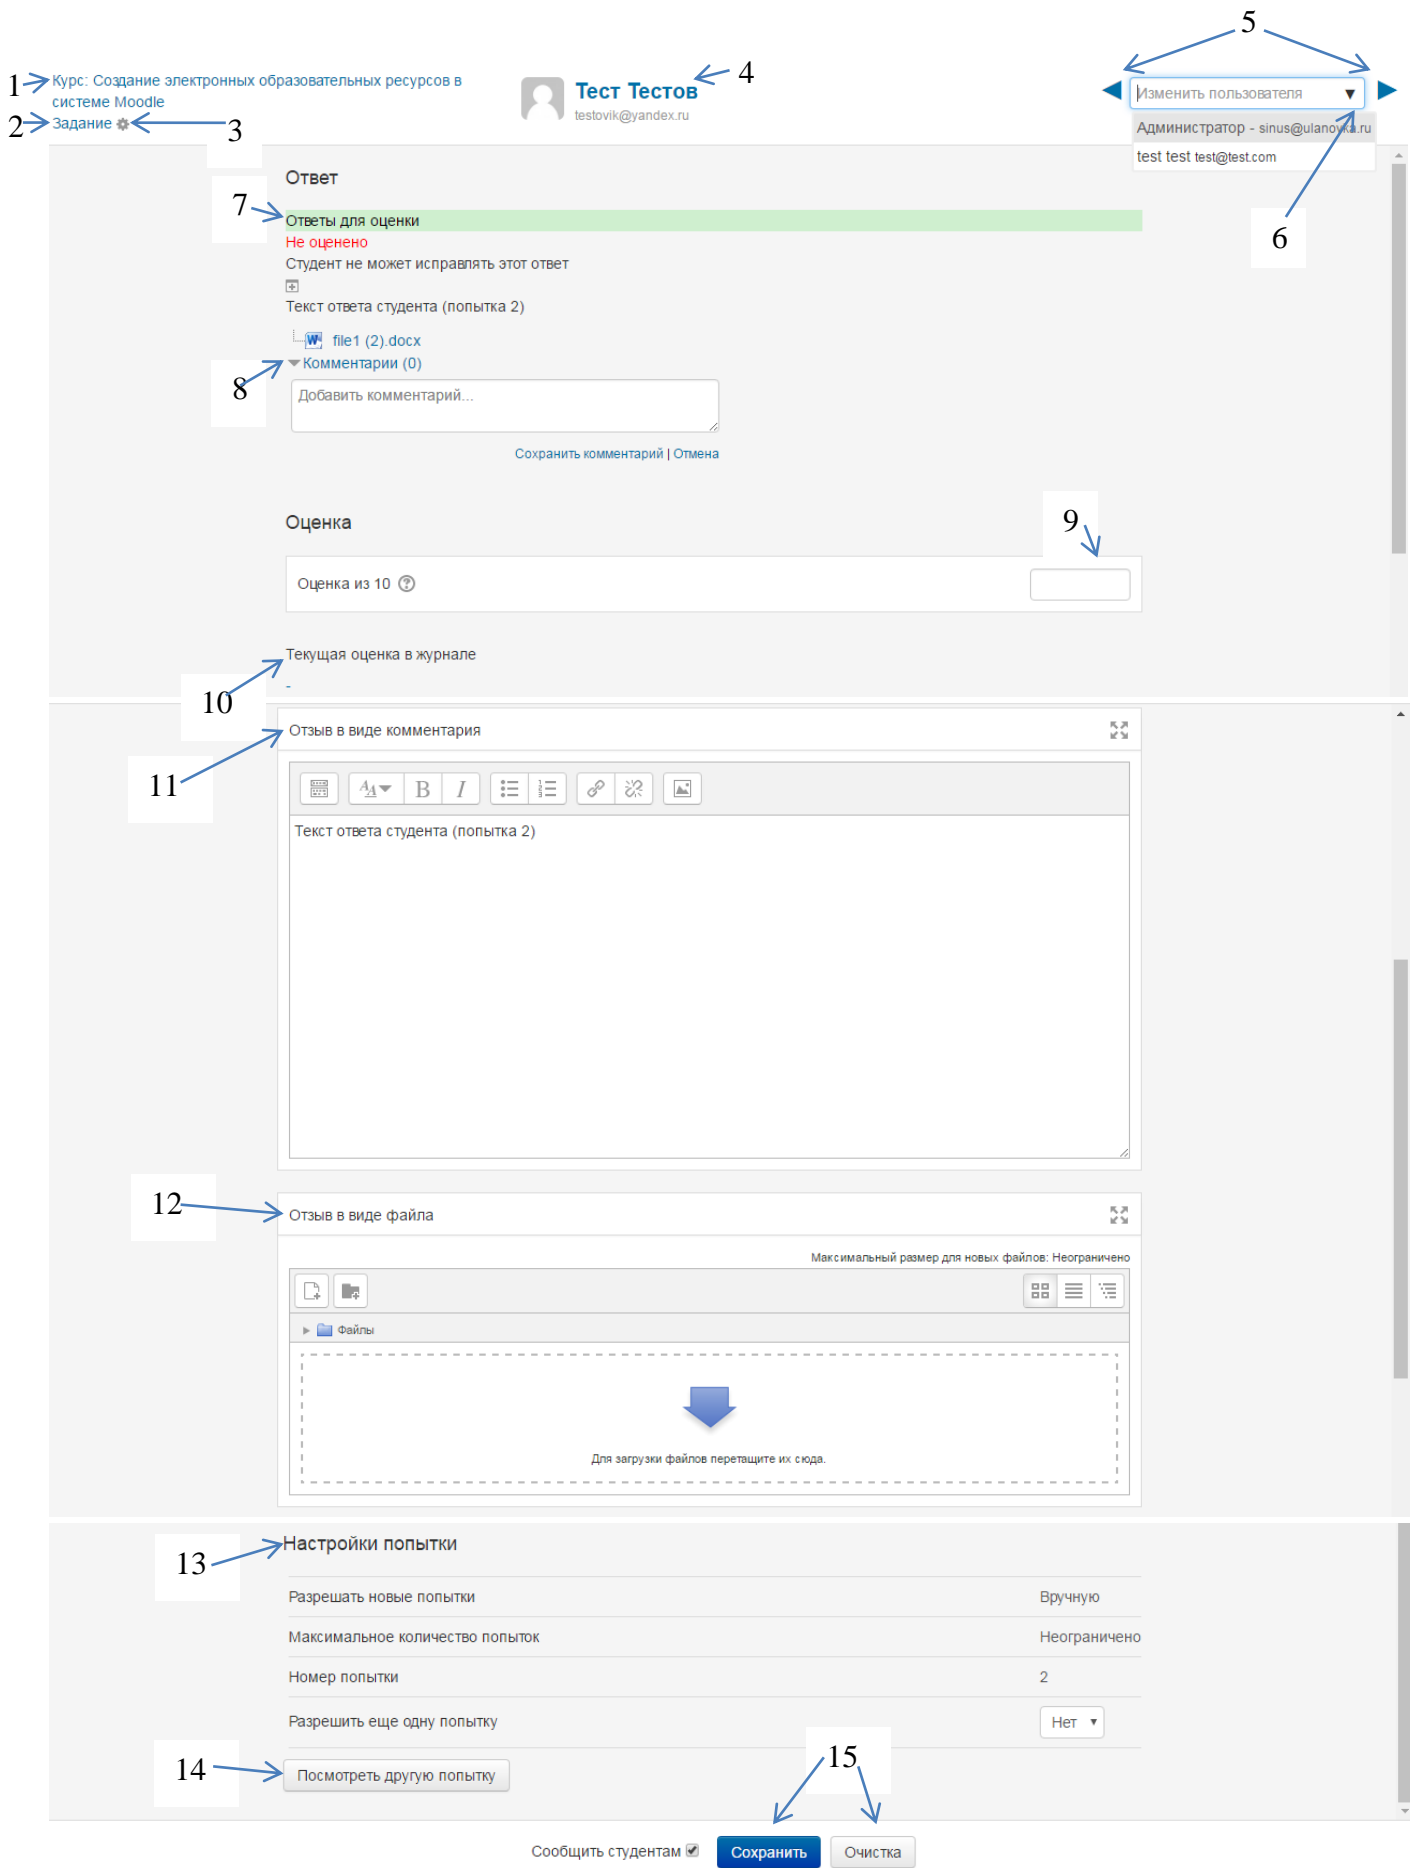 5
4
1
Курс: Создание электронных образовательных ресурсов в
системе Moodle
2
Задание
3
Тест Тестов
testovik@yandex.ru
Изменить пользователя
Администратор - sinus@ulanovka.ru
test test test@test.com
6
Ответ
7
Ответы для оценки
Не оценено
Студент не может исправлять этот ответ
Текст ответа студента (попытка 2)
file1 (2).docx
8
Комментарии (0)
Добавить комментарий...
Сохранить комментарий | Отмена
9
Оценка
Оценка из 10
Текущая оценка в журнале
-
10
11
Отзыв в виде комментария
Текст ответа студента (попытка 2)
12
Отзыв в виде файла
Максимальный размер для новых файлов: Неограничено
Файлы
Для загрузки файлов перетащите их сюда.
13
Настройки попытки
Разрешать новые попытки Вручную
Максимальное количество попыток Неограничено
Номер попытки 2
Разрешить еще одну попытку Нет
14
Посмотреть другую попытку
15
Сообщить студентам Сохранить Очистка